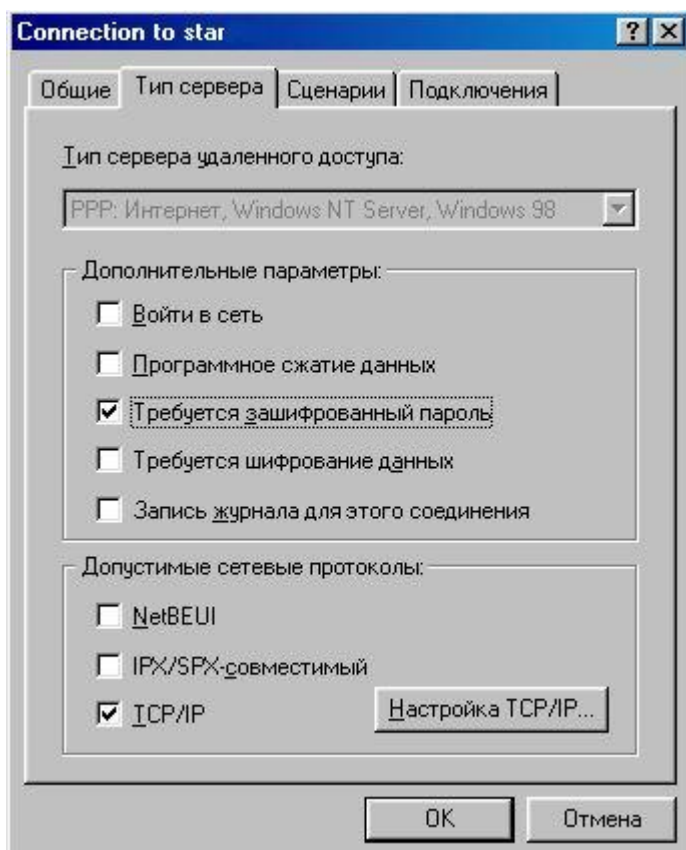 Connection to star
Общие Тип сервера Сценарии Подключения
Тип сервера удаленного доступа:
PPP: Интернет, Windows NT Server, Windows 98
Дополнительные параметры:
Войти в сеть
Программное сжатие данных
Требуется зашифрованный пароль
Требуется шифрование данных
Запись журнала для этого соединения
Допустимые сетевые протоколы:
NetBEUI
IPX/SPX-совместимый
TCP/IP Настройка TCP/IP...
OK Отмена